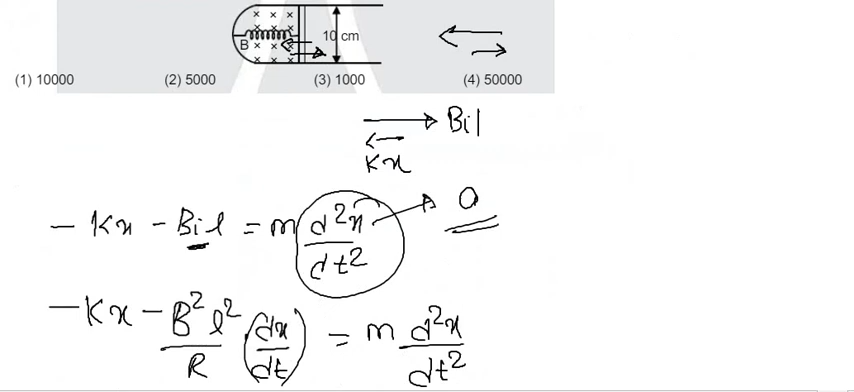 B
10 cm
(1) 10000 (2) 5000 (3) 1000 (4) 50000
Bil
Kx
- Kx - Bil = m d²x/dt² → 0
- Kx - B²l²/R (dx/dt) = m d²x/dt²